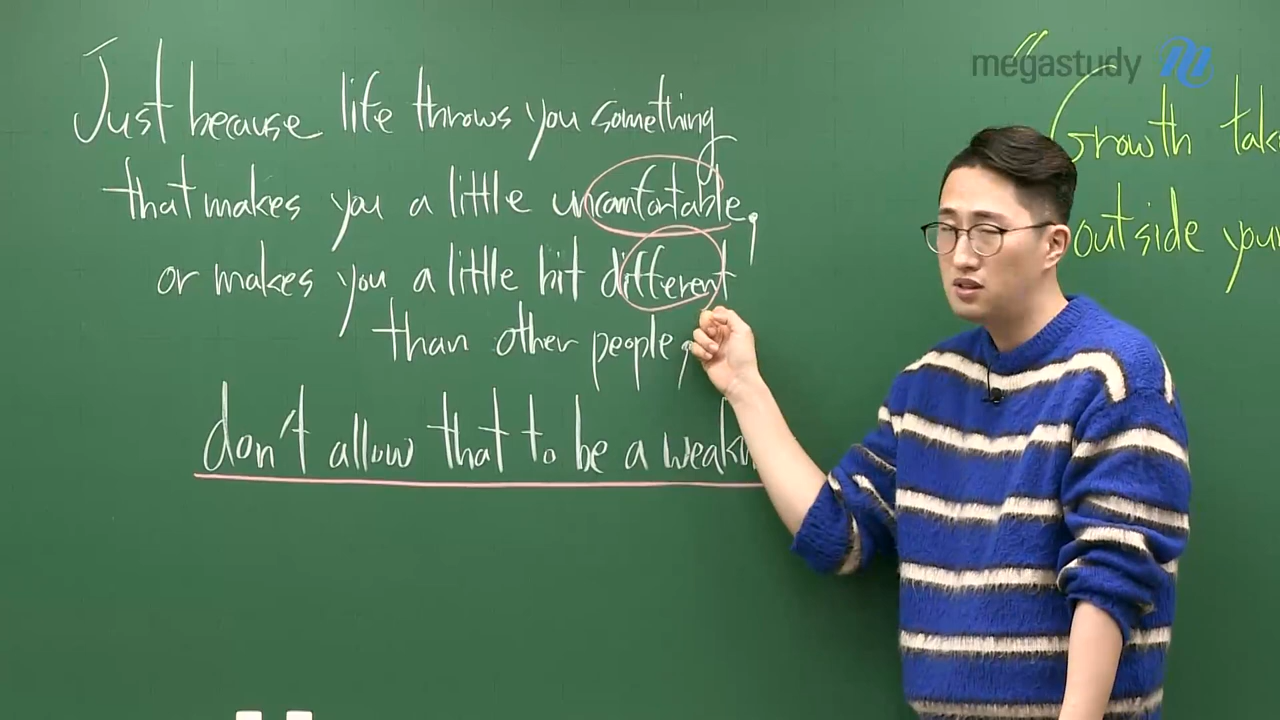 Just because life throws you something
that makes you a little uncomfortable,
or makes you a little bit different
than other people,
don't allow that to be a
megastudy
"Growth
outside